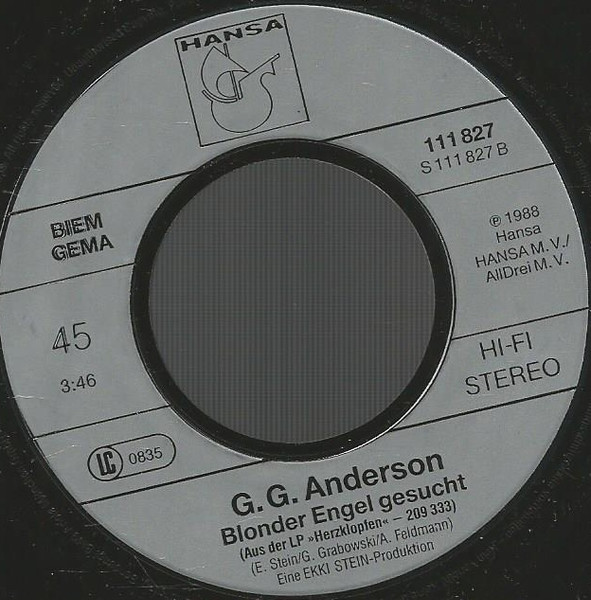 HANSA
111 827
S 111 827 B
BIEM
GEMA
℗ 1988
Hansa
HANSA M. V./
AllDrei M. V.
45
3:46
HI-FI
STEREO
LC 0835
G. G. Anderson
Blonder Engel gesucht
(Aus der LP »Herzklopfen« – 209 333)
(E. Stein/G. Grabowski/A. Feldmann)
Eine EKKI STEIN-Produktion